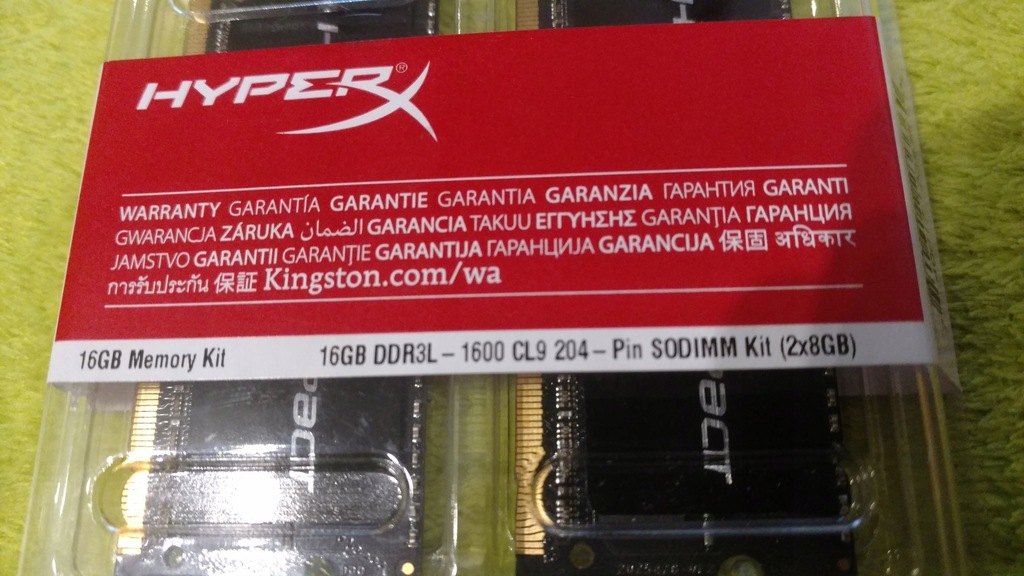 HYPERX®
WARRANTY GARANTÍA GARANTIE GARANTIA GARANZIA ГАРАНТИЯ GARANTI
GWARANCJA ZÁRUKA الضمان GARANCIA TAKUU ΕΓΓΥΗΣΗΣ GARANȚIA ГАРАНЦИЯ
JAMSTVO GARANTII GARANȚIE GARANTIJA ГАРАНЦИЈА GARANCIJA 保固 अधिकार
การรับประกัน 保証 Kingston.com/wa
16GB Memory Kit 16GB DDR3L – 1600 CL9 204 – Pin SODIMM Kit (2x8GB)